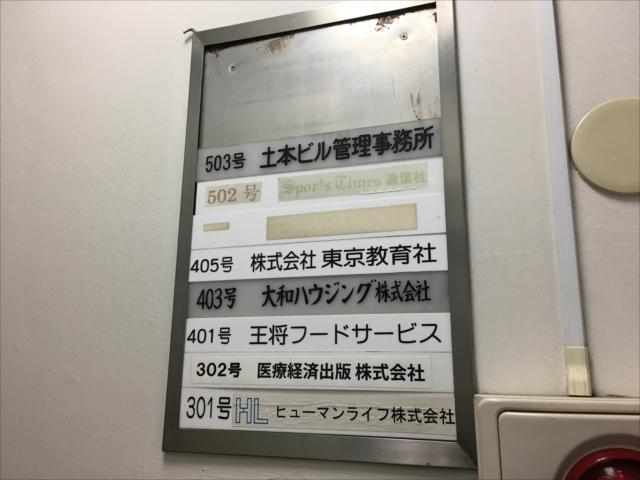 503号 土本ビル管理事務所
502号 Sports Times 通信社
405号 株式会社 東京教育社
403号 大和ハウジング株式会社
401号 王将フードサービス
302号 医療経済出版 株式会社
301号 HL ヒューマンライフ株式会社